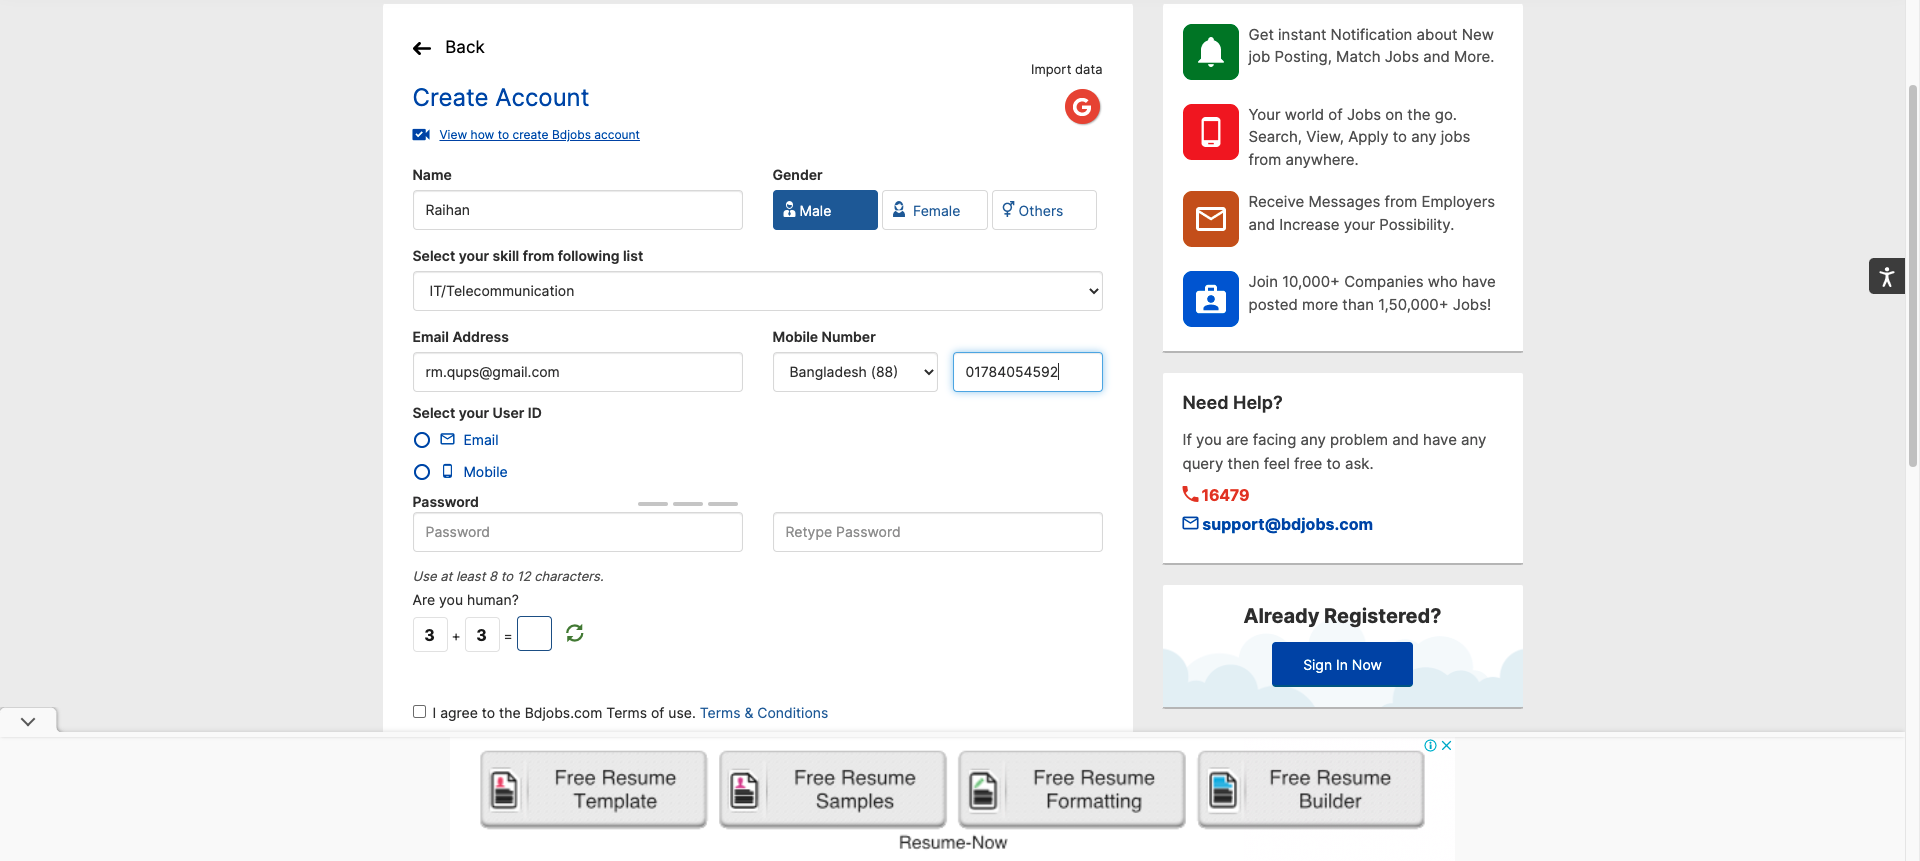 Back
Import data
Create Account
G
View how to create Bdjobs account
Name
Gender
Raihan
Male
Female
Others
Select your skill from following list
IT/Telecommunication
Email Address
Mobile Number
rm.qups@gmail.com
Bangladesh (88)
01784054592
Select your User ID
Email
Mobile
Password
Password
Retype Password
Use at least 8 to 12 characters.
Are you human?
3 + 3 =
I agree to the Bdjobs.com Terms of use. Terms & Conditions
Get instant Notification about New
job Posting, Match Jobs and More.
Your world of Jobs on the go.
Search, View, Apply to any jobs
from anywhere.
Receive Messages from Employers
and Increase your Possibility.
Join 10,000+ Companies who have
posted more than 1,50,000+ Jobs!
Need Help?
If you are facing any problem and have any
query then feel free to ask.
16479
support@bdjobs.com
Already Registered?
Sign In Now
Free Resume
Template
Free Resume
Samples
Free Resume
Formatting
Free Resume
Builder
Resume-Now